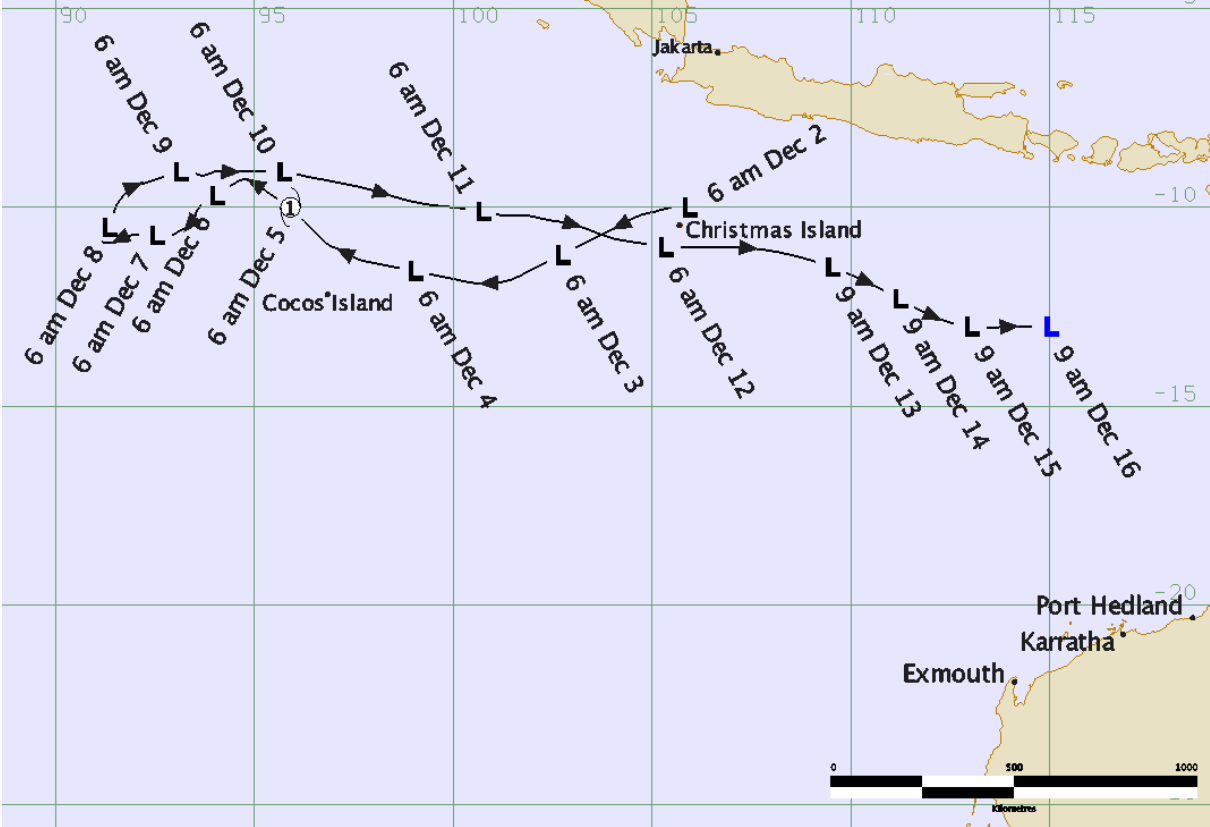 90
95
100
105
110
115
Jakarta
6 am Dec 9
6 am Dec 10
6 am Dec 11
6 am Dec 2
L
L
L
L
L
-10
1
L
L
Christmas Island
L
L
L
L
L
L
L
L
L
6 am Dec 8
6 am Dec 7
6 am Dec 6
6 am Dec 5
Cocos Island
6 am Dec 4
6 am Dec 3
6 am Dec 12
9 am Dec 13
9 am Dec 14
9 am Dec 15
9 am Dec 16
-15
-20
Port Hedland
Karratha
Exmouth
0
500
1000
Kilometres